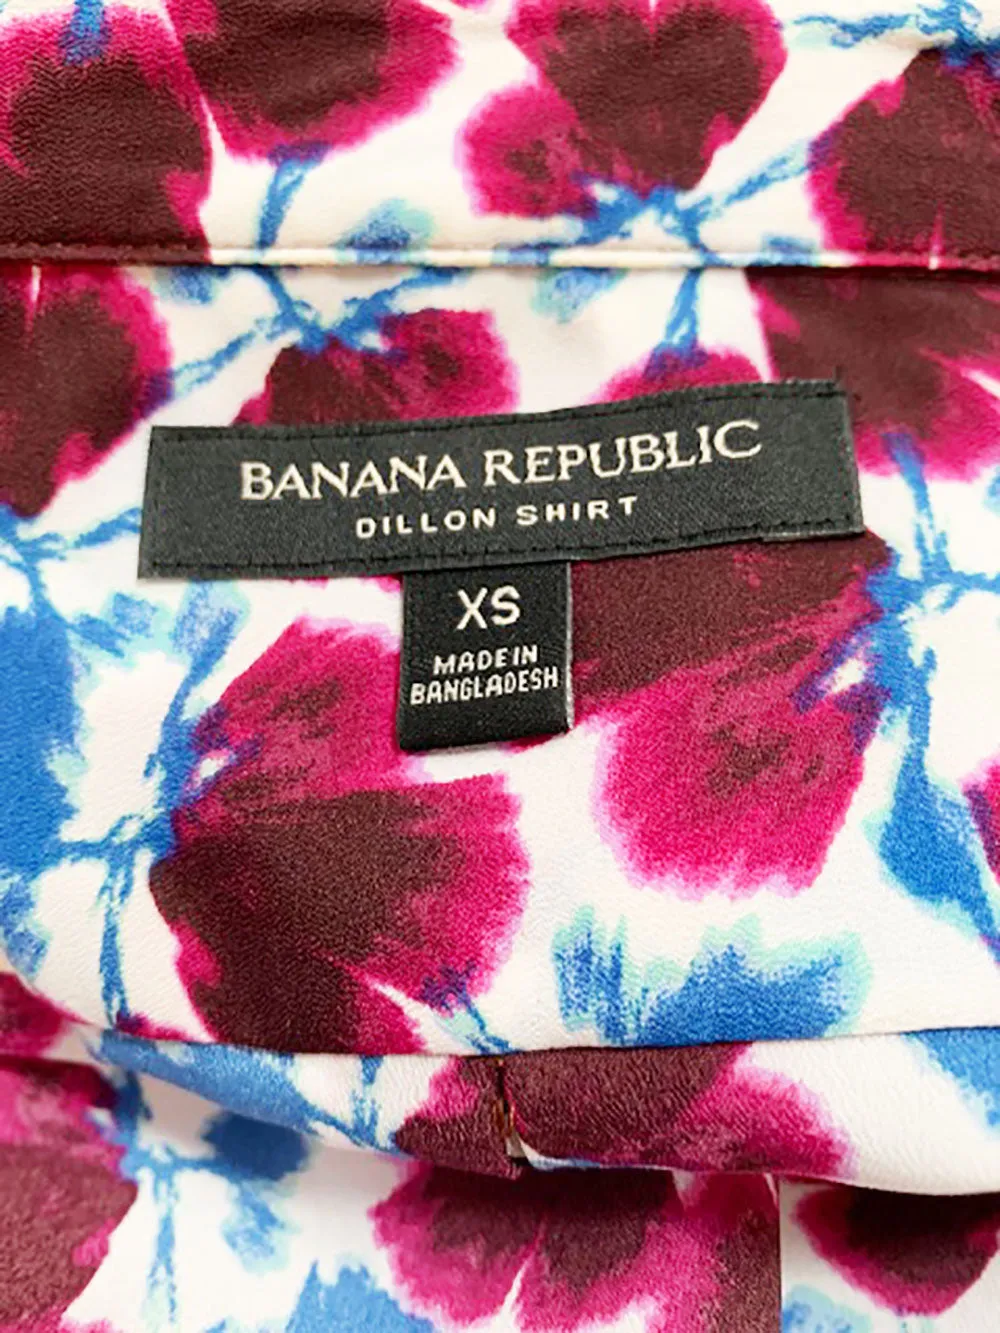 BANANA REPUBLIC
DILLON SHIRT
XS
MADE IN
BANGLADESH